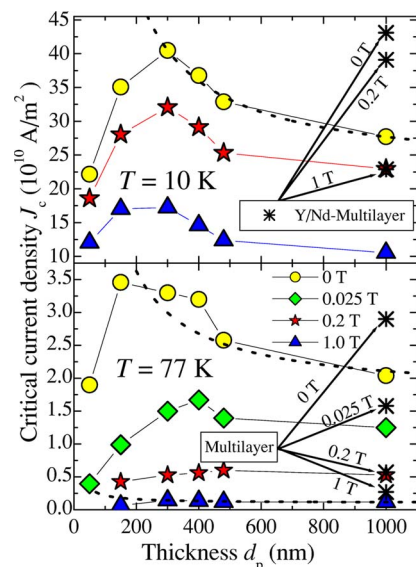 Critical current density J_c (10^10 A/m^2)
45
40
35
30
25
20
15
10
T = 10 K
0 T
0.2 T
1 T
Y/Nd-Multilayer
3.5
3.0
2.5
2.0
1.5
1.0
0.5
0.0
T = 77 K
0 T
0.025 T
0.2 T
1.0 T
0 T
0.025 T
Multilayer
0.2 T
1 T
0 200 400 600 800 1000
Thickness d_p (nm)